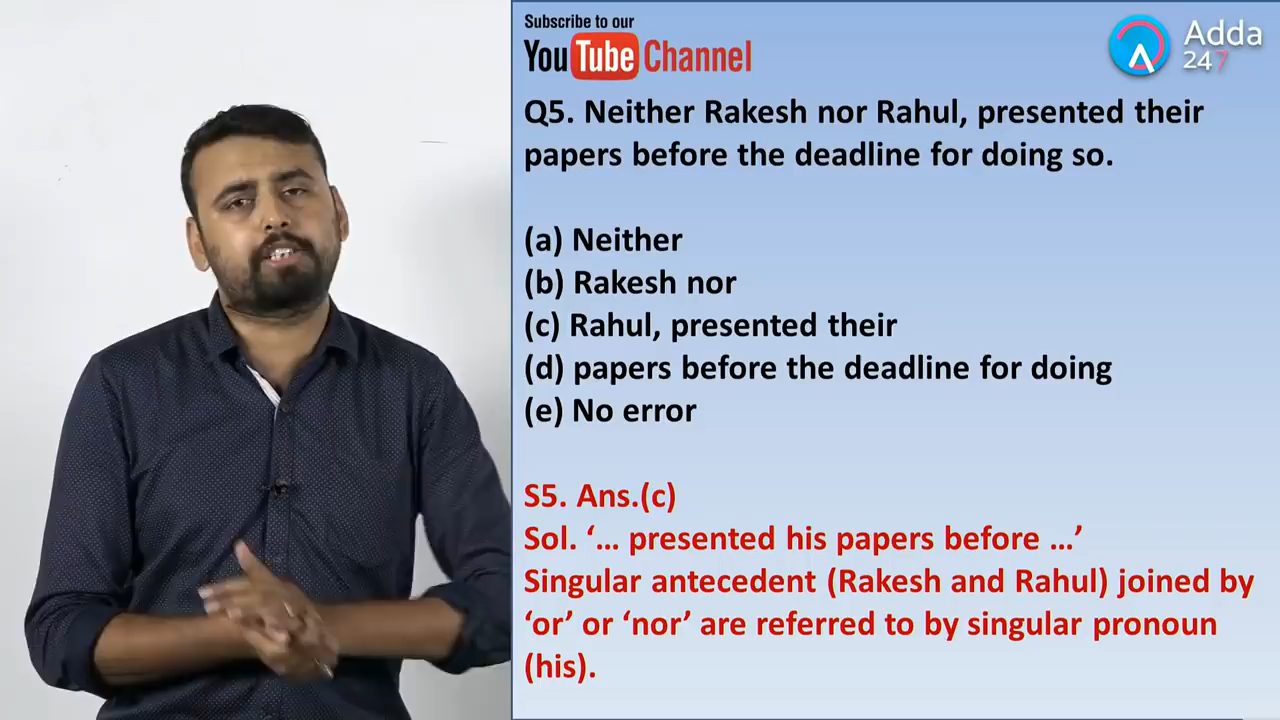 Subscribe to our
YouTube Channel
Adda
247
Q5. Neither Rakesh nor Rahul, presented their
papers before the deadline for doing so.
(a) Neither
(b) Rakesh nor
(c) Rahul, presented their
(d) papers before the deadline for doing
(e) No error
S5. Ans.(c)
Sol. ‘... presented his papers before ...’
Singular antecedent (Rakesh and Rahul) joined by
‘or’ or ‘nor’ are referred to by singular pronoun
(his).